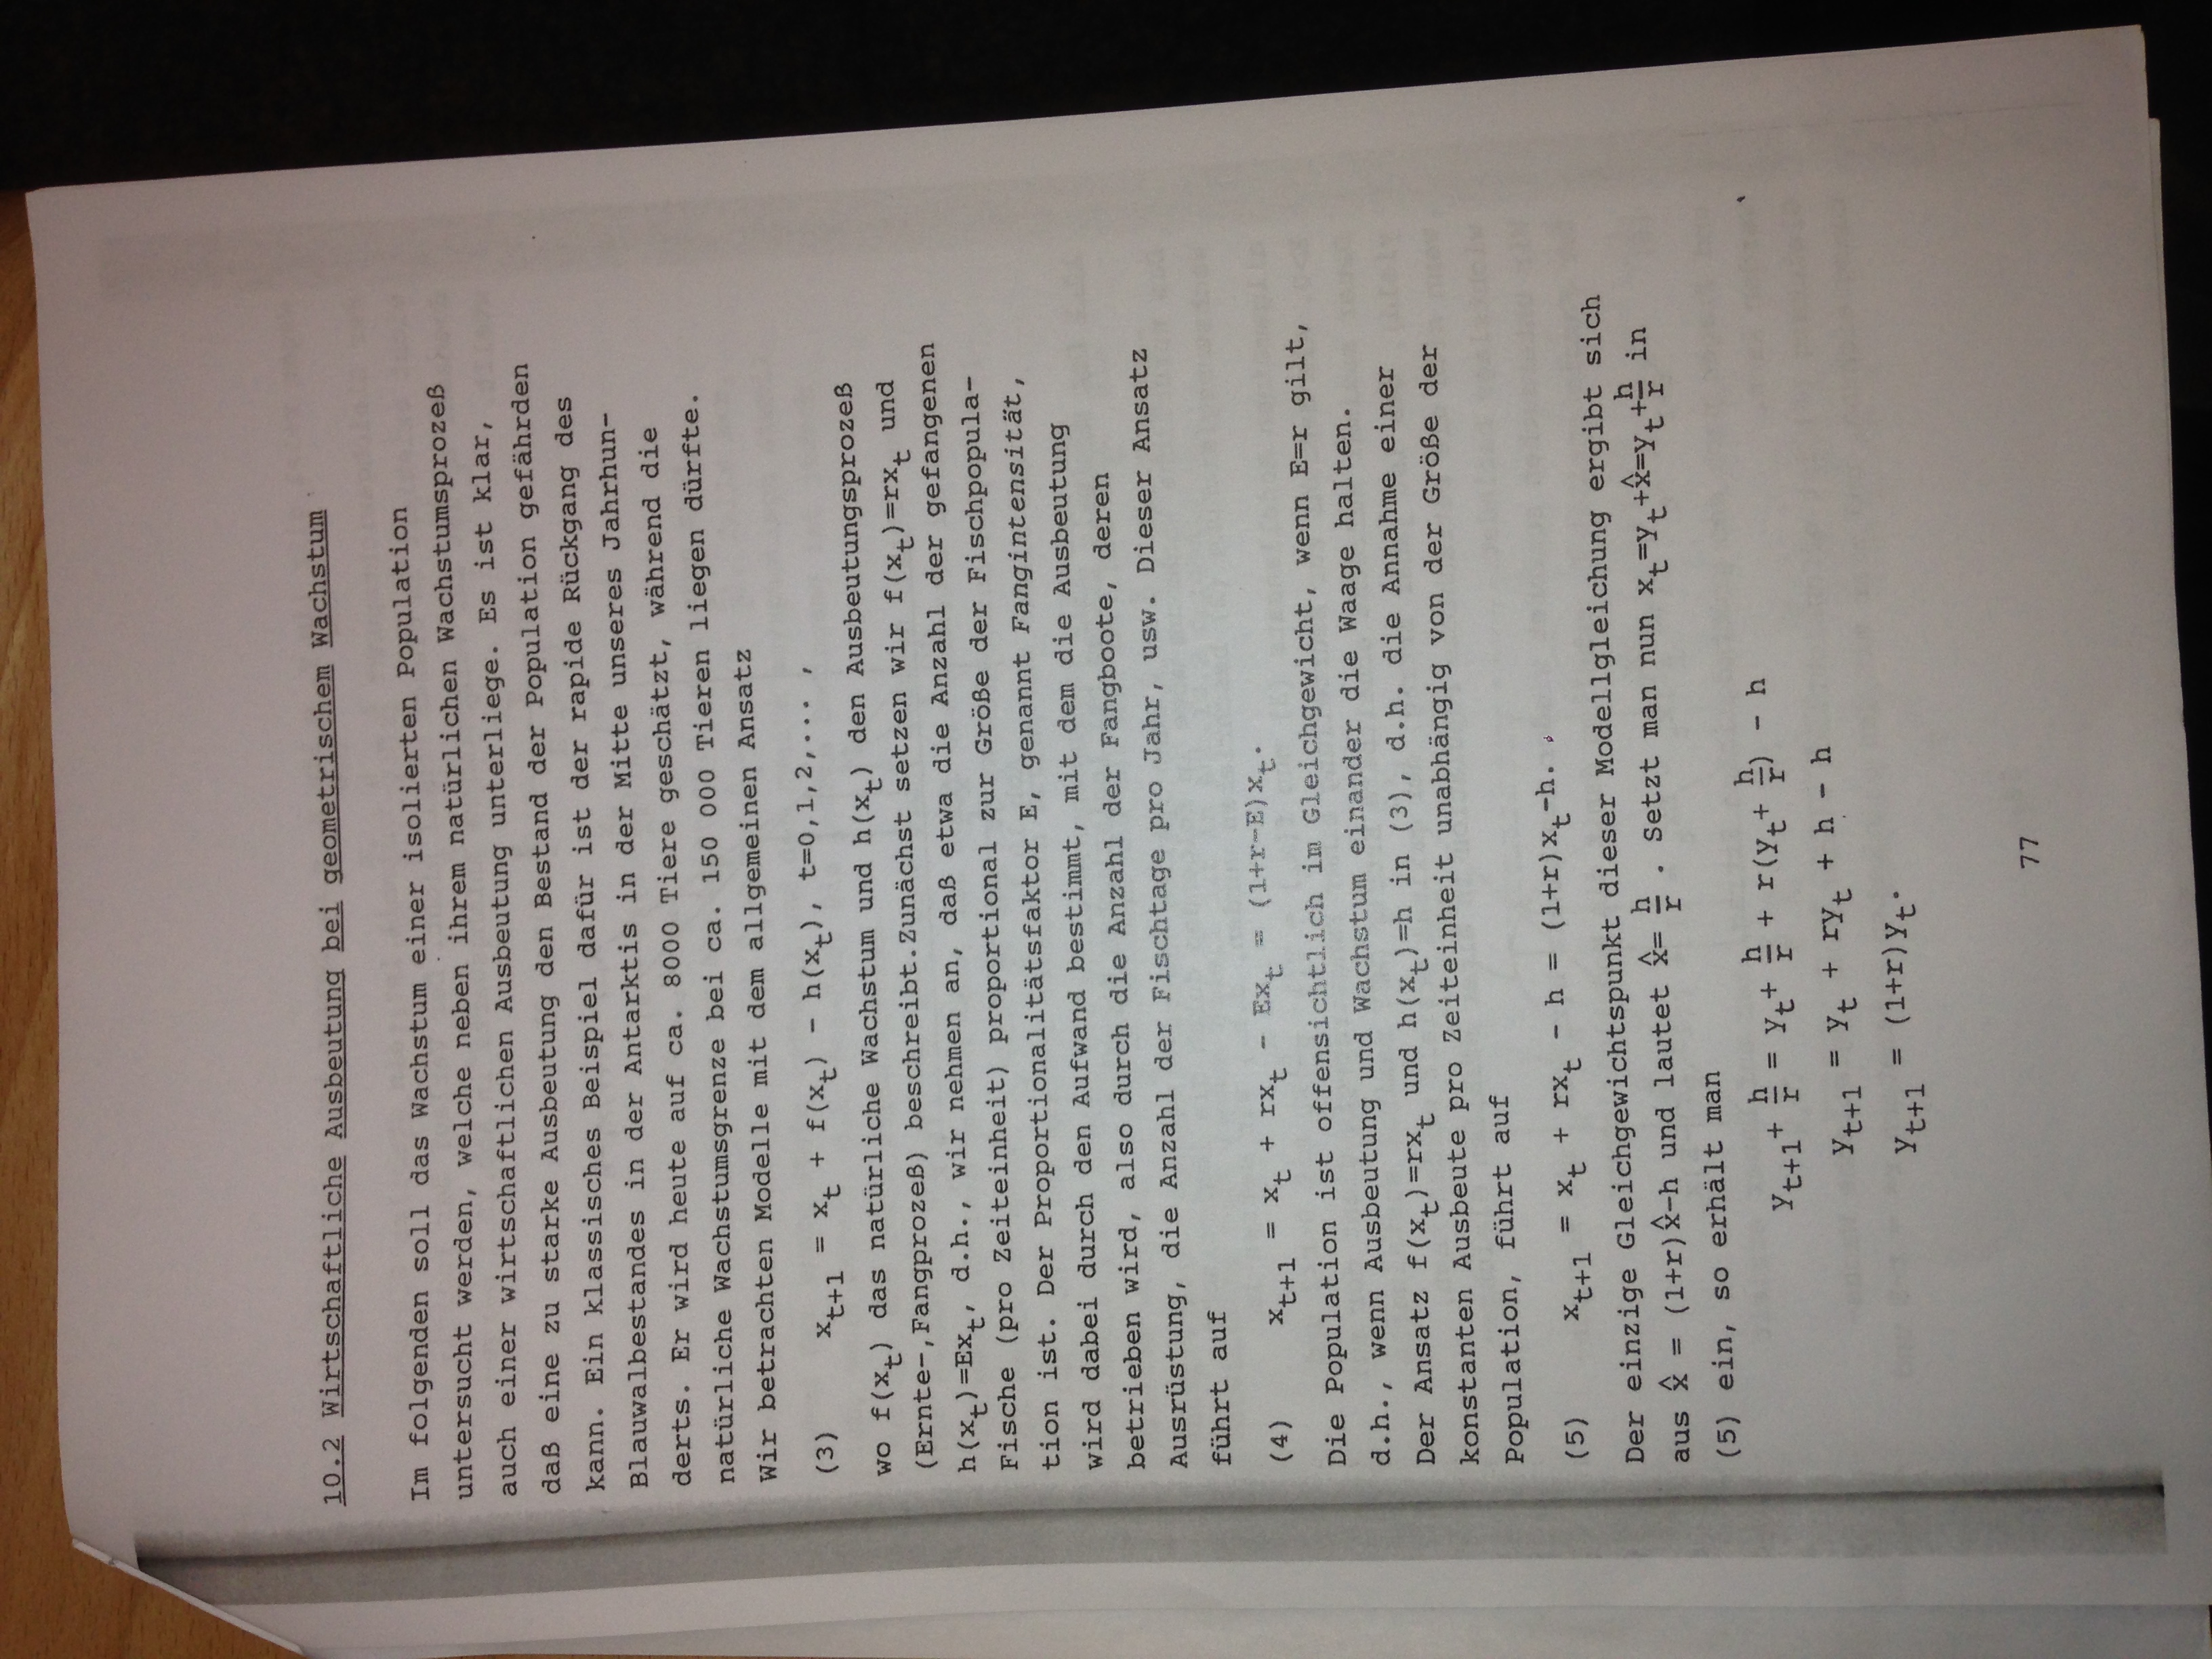 10.2 Wirtschaftliche Ausbeutung bei geometrischem Wachstum
Im folgenden soll das Wachstum einer isolierten Population
untersucht werden, welche neben ihrem natürlichen Wachstumsprozeß
auch einer wirtschaftlichen Ausbeutung unterliege. Es ist klar,
daß eine zu starke Ausbeutung den Bestand der Population gefährden
kann. Ein klassisches Beispiel dafür ist der rapide Rückgang des
Blauwalbestandes in der Antarktis in der Mitte unseres Jahrhun-
derts. Er wird heute auf ca. 8000 Tiere geschätzt, während die
natürliche Wachstumsgrenze bei ca. 150 000 Tieren liegen dürfte.
Wir betrachten Modelle mit dem allgemeinen Ansatz
(3) x_{t+1} = x_t + f(x_t) - h(x_t), t=0,1,2,... ,
wo f(x_t) das natürliche Wachstum und h(x_t) den Ausbeutungsprozeß
(Ernte-,Fangprozeß) beschreibt.Zunächst setzen wir f(x_t)=rx_t und
h(x_t)=Ex_t, d.h., wir nehmen an, daß etwa die Anzahl der gefangenen
Fische (pro Zeiteinheit) proportional zur Größe der Fischpopula-
tion ist. Der Proportionalitätsfaktor E, genannt Fangintensität,
wird dabei durch den Aufwand bestimmt, mit dem die Ausbeutung
betrieben wird, also durch die Anzahl der Fangboote, deren
Ausrüstung, die Anzahl der Fischtage pro Jahr, usw. Dieser Ansatz
führt auf
(4) x_{t+1} = x_t + rx_t - Ex_t = (1+r-E)x_t.
Die Population ist offensichtlich im Gleichgewicht, wenn E=r gilt,
d.h., wenn Ausbeutung und Wachstum einander die Waage halten.
Der Ansatz f(x_t)=rx_t und h(x_t)=h in (3), d.h. die Annahme einer
konstanten Ausbeute pro Zeiteinheit unabhängig von der Größe der
Population, führt auf
(5) x_{t+1} = x_t + rx_t - h = (1+r)x_t-h.
Der einzige Gleichgewichtspunkt dieser Modellgleichung ergibt sich
aus x̂ = (1+r)x̂-h und lautet x̂= h/r . Setzt man nun x_t=y_t+x̂=y_t+h/r in
(5) ein, so erhält man
y_{t+1}+ h/r = y_t+ h/r + r(y_t+ h/r) - h
y_{t+1} = y_t + ry_t + h - h
y_{t+1} = (1+r)y_t.
77